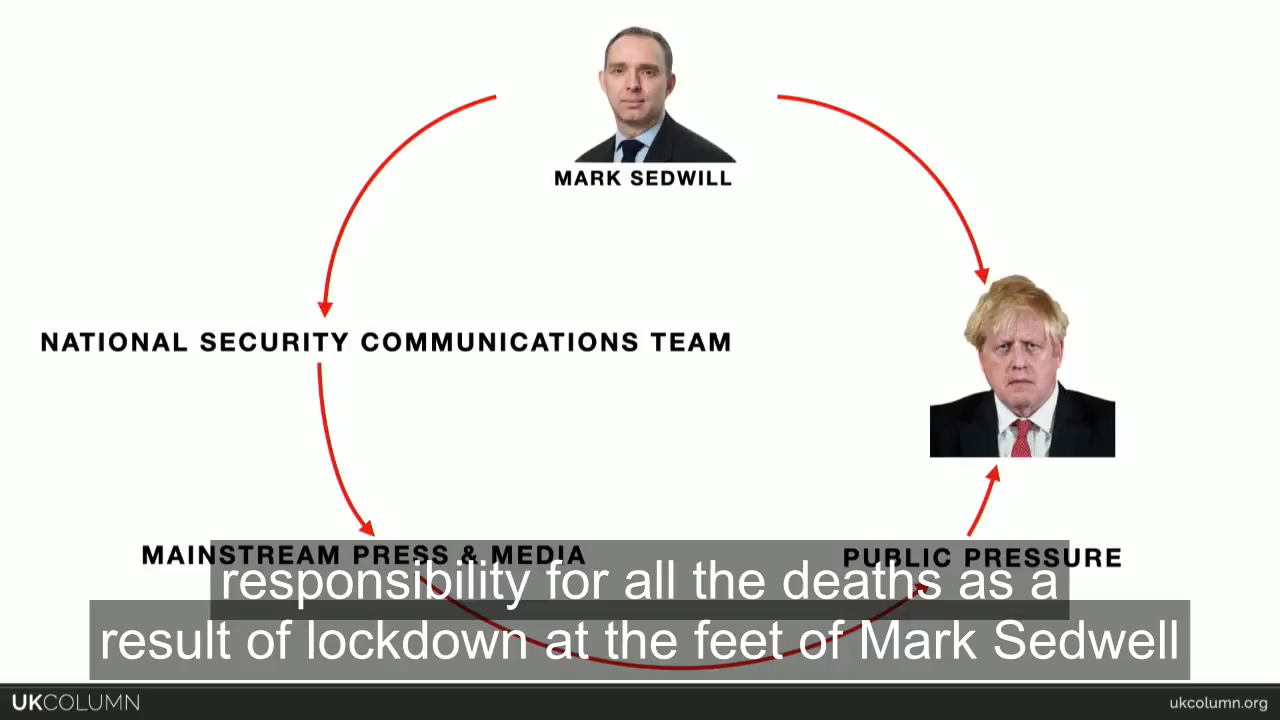 MARK SEDWILL
NATIONAL SECURITY COMMUNICATIONS TEAM
MAINSTREAM PRESS & MEDIA
PUBLIC PRESSURE
responsibility for all the deaths as a
result of lockdown at the feet of Mark Sedwell
UKCOLUMN
ukcolumn.org